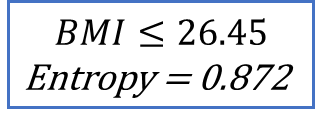 BMI ≤ 26.45
Entropy = 0.872